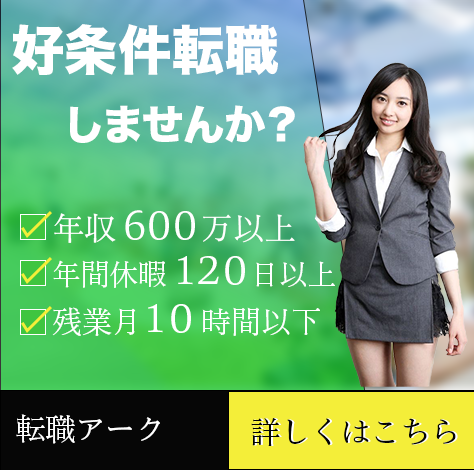 好条件転職
しませんか?
年収600万以上
年間休暇120日以上
残業月10時間以下
転職アーク
詳しくはこちら